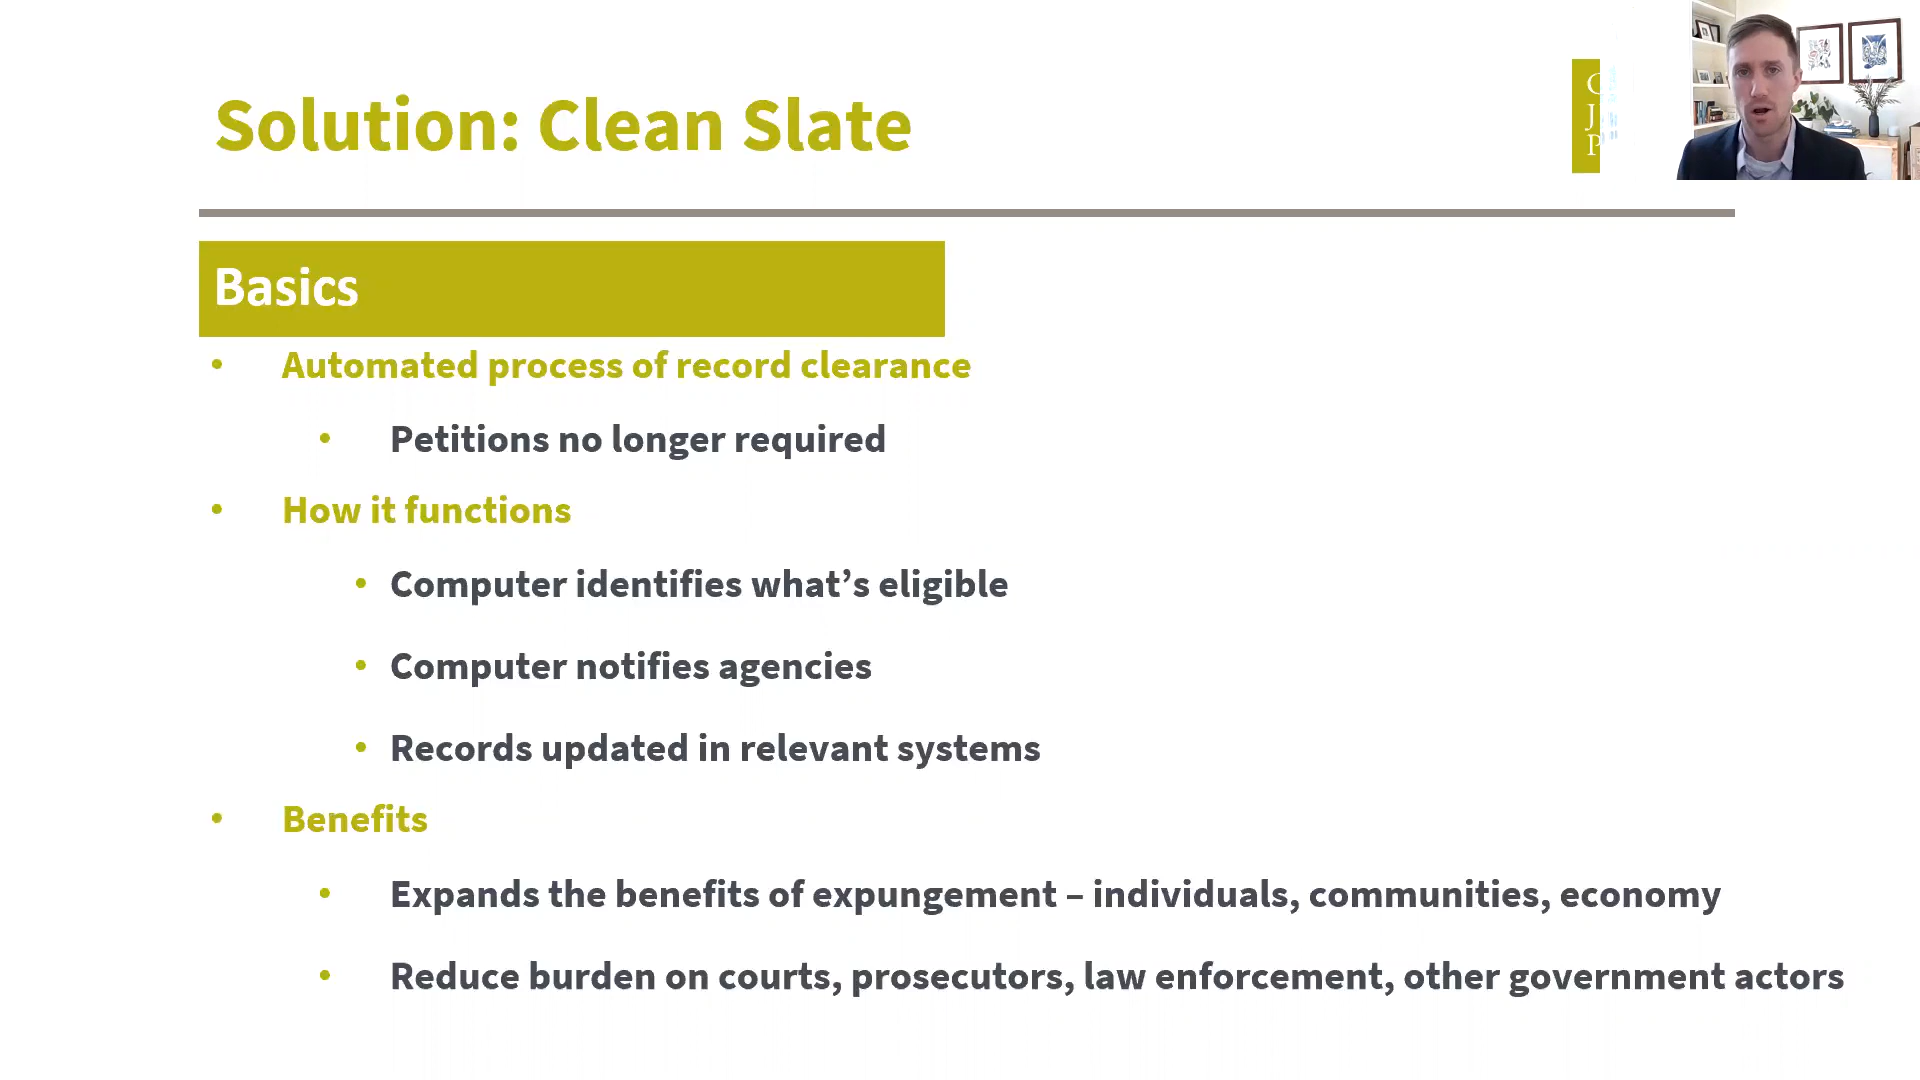 Solution: Clean Slate
C
J
P
Basics
• Automated process of record clearance
• Petitions no longer required
• How it functions
• Computer identifies what’s eligible
• Computer notifies agencies
• Records updated in relevant systems
• Benefits
• Expands the benefits of expungement – individuals, communities, economy
• Reduce burden on courts, prosecutors, law enforcement, other government actors